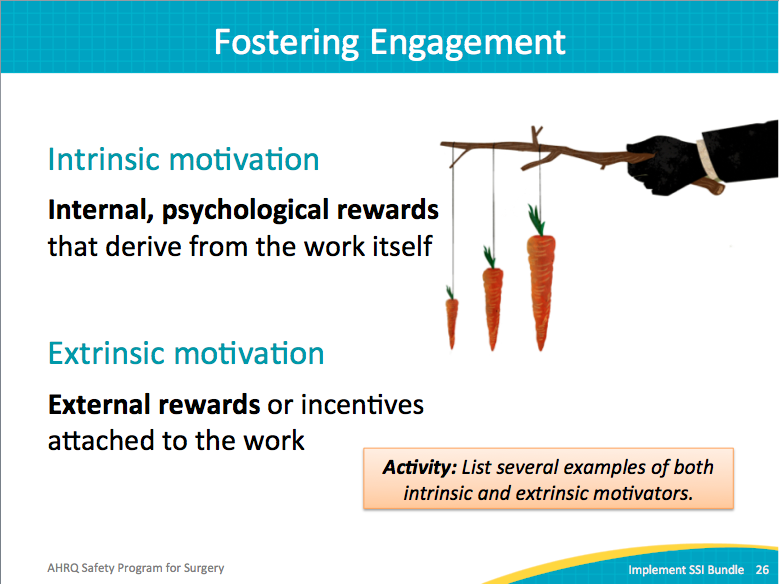 Fostering Engagement
Intrinsic motivation
Internal, psychological rewards
that derive from the work itself
Extrinsic motivation
External rewards or incentives
attached to the work
Activity: List several examples of both
intrinsic and extrinsic motivators.
AHRQ Safety Program for Surgery
Implement SSI Bundle 26